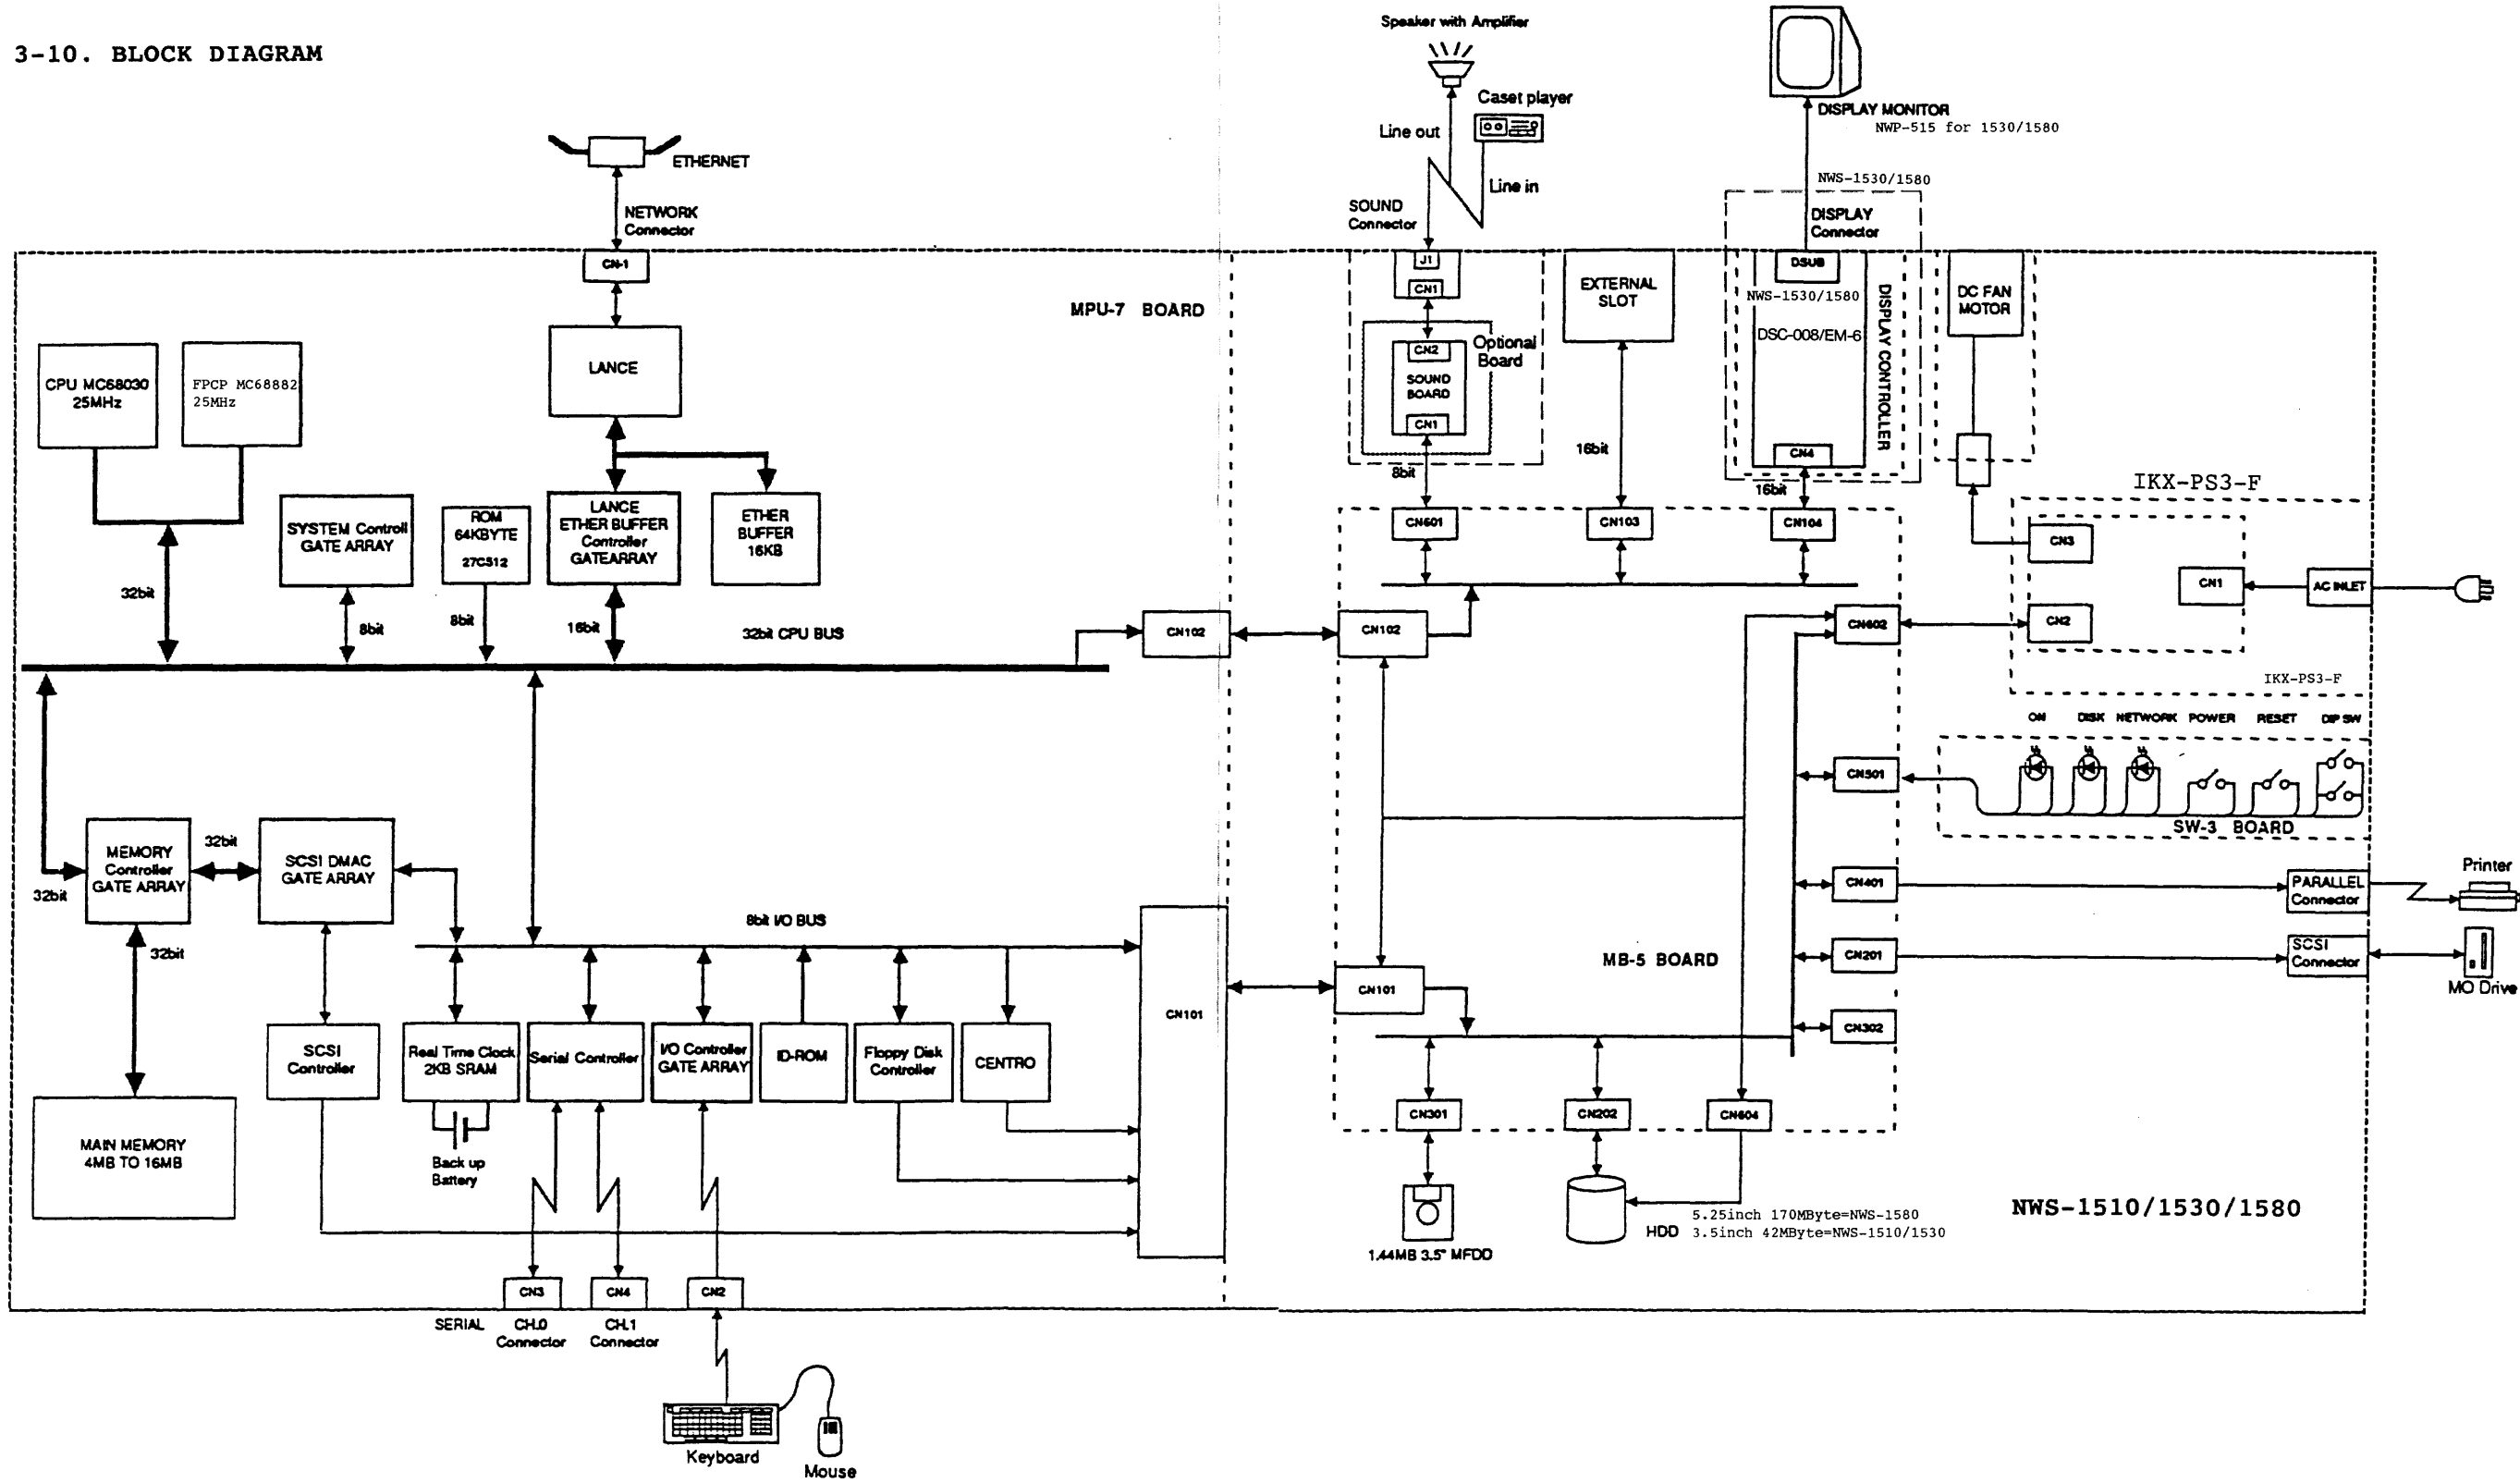 3-10. BLOCK DIAGRAM
Speaker with Amplifier
Caset player
Line out
Line in
SOUND
Connector
DISPLAY MONITOR
NWP-515 for 1530/1580
NWS-1530/1580
DISPLAY
Connector
ETHERNET
NETWORK
Connector
CN-1
MPU-7 BOARD
LANCE
CPU MC68030
25MHz
FPCP MC68882
25MHz
SYSTEM Controll
GATE ARRAY
ROM
64KBYTE
27C512
LANCE
ETHER BUFFER
Controller
GATEARRAY
ETHER
BUFFER
16KB
32bit
8bit
8bit
16bit
32bit CPU BUS
CN102
J1
CN1
CN2
SOUND
BOARD
CN1
Optional
Board
8bit
EXTERNAL
SLOT
16bit
DSUB
NWS-1530/1580
DSC-008/EM-6
DISPLAY CONTROLLER
CN4
16bit
DC FAN
MOTOR
IKX-PS3-F
CN601
CN103
CN104
CN3
CN1
AC INLET
CN102
CN602
CN2
IKX-PS3-F
ON
DISK
NETWORK
POWER
RESET
DIP SW
CN501
SW-3 BOARD
MEMORY
Controller
GATE ARRAY
32bit
32bit
SCSI DMAC
GATE ARRAY
32bit
8bit I/O BUS
CN401
PARALLEL
Connector
Printer
MB-5 BOARD
CN201
SCSI
Connector
MO Drive
CN101
CN101
CN302
SCSI
Controller
Real Time Clock
2KB SRAM
Serial Controller
I/O Controller
GATE ARRAY
ID-ROM
Floppy Disk
Controller
CENTRO
MAIN MEMORY
4MB TO 16MB
Back up
Battery
CN301
CN202
CN604
1.44MB 3.5" MFDD
HDD
5.25inch 170MByte=NWS-1580
3.5inch 42MByte=NWS-1510/1530
NWS-1510/1530/1580
CN3
CN4
CN2
SERIAL
CH.0
Connector
CH.1
Connector
Keyboard
Mouse